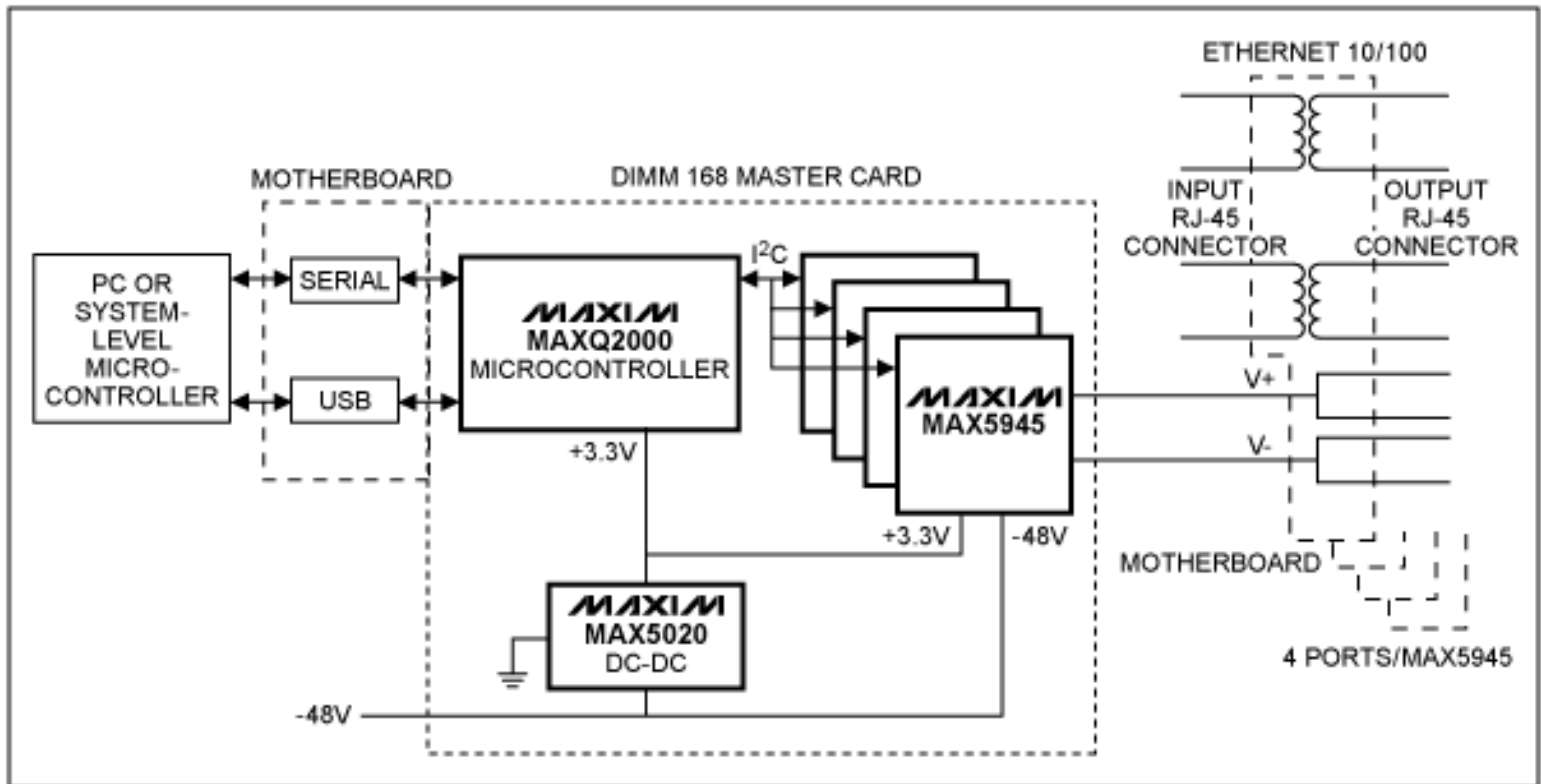 ETHERNET 10/100
MOTHERBOARD
DIMM 168 MASTER CARD
INPUT
RJ-45
CONNECTOR
OUTPUT
RJ-45
CONNECTOR
PC OR
SYSTEM-
LEVEL
MICRO-
CONTROLLER
SERIAL
USB
MAXIM
MAXQ2000
MICROCONTROLLER
+3.3V
I²C
MAXIM
MAX5945
V+
V-
+3.3V
-48V
MOTHERBOARD
4 PORTS/MAX5945
MAXIM
MAX5020
DC-DC
-48V